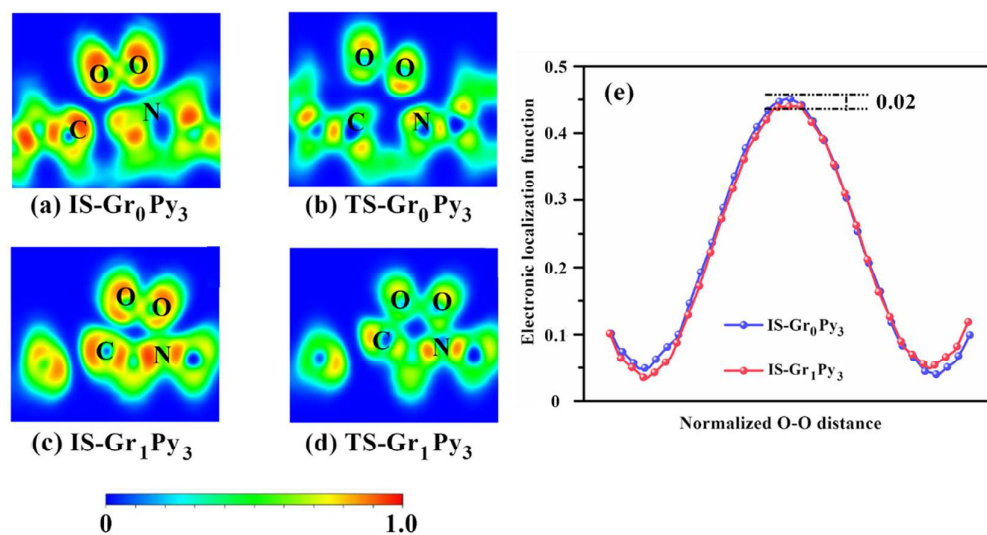 O O
C N
(a) IS-Gr0Py3
O O
C N
(b) TS-Gr0Py3
O O
C N
(c) IS-Gr1Py3
O O
C N
(d) TS-Gr1Py3
0 1.0
(e)
0.5
0.4
0.3
0.2
0.1
0
Electronic localization function
0.02
IS-Gr0Py3
IS-Gr1Py3
Normalized O-O distance